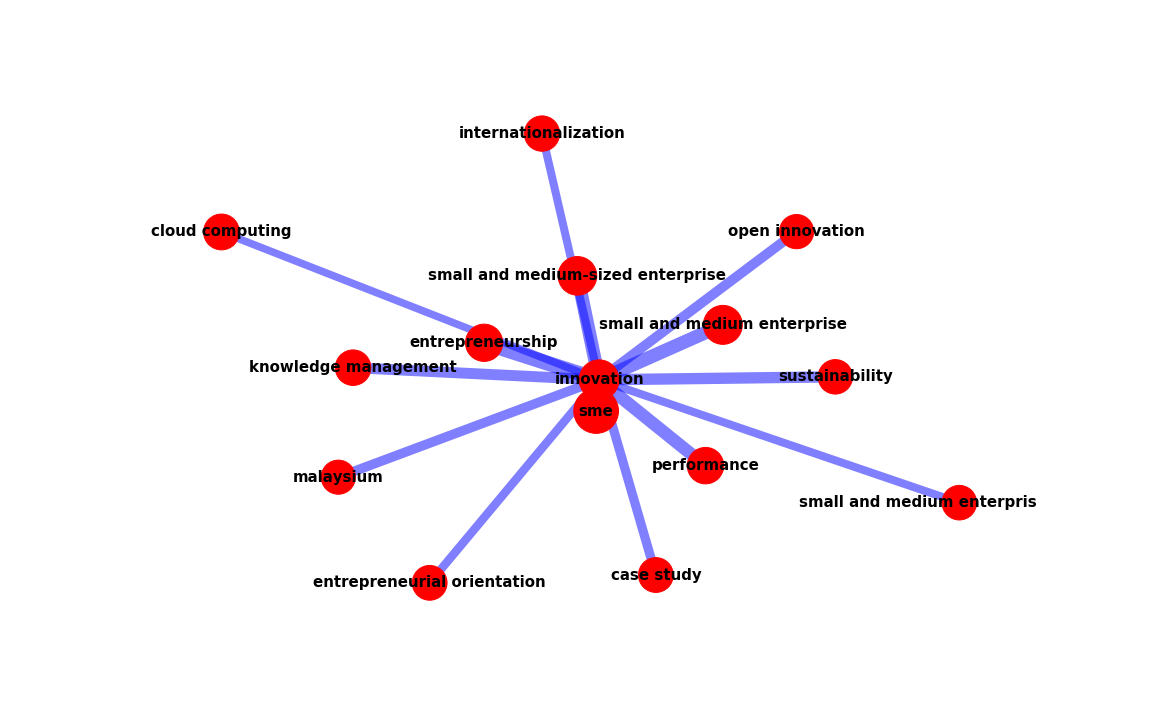 internationalization
cloud computing
open innovation
small and medium-sized enterprise
small and medium enterprise
entrepreneurship
knowledge management
sustainability
innovation
sme
performance
malaysium
small and medium enterpris
case study
entrepreneurial orientation